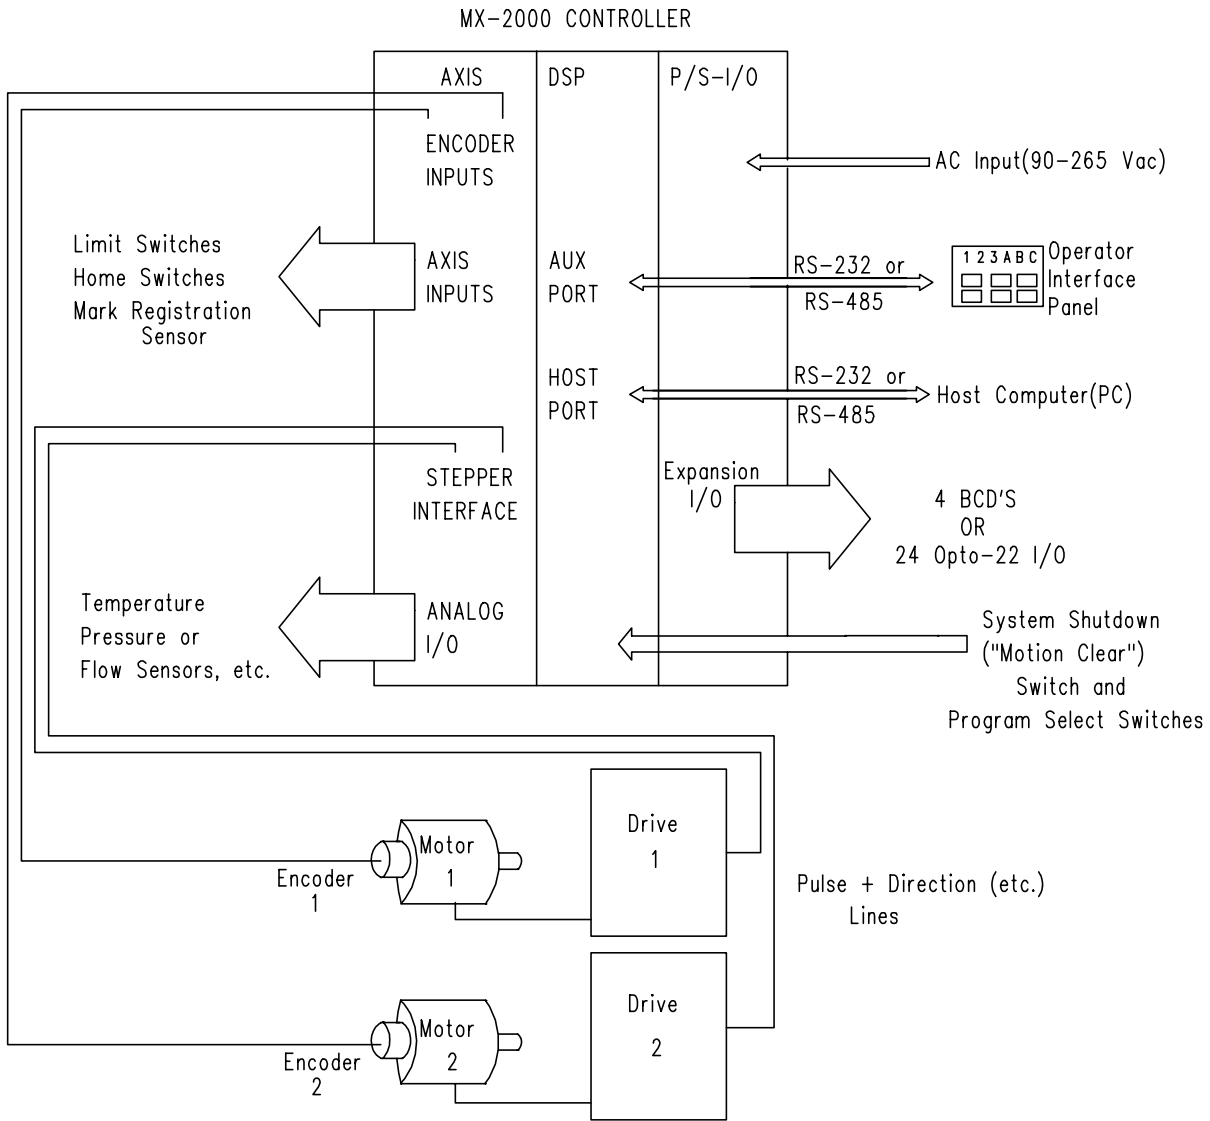 MX-2000 CONTROLLER
AXIS
DSP
P/S-I/O
ENCODER
INPUTS
AC Input(90-265 Vac)
Limit Switches
Home Switches
Mark Registration
Sensor
AXIS
INPUTS
AUX
PORT
RS-232 or
RS-485
1 2 3 A B C
Operator
Interface
Panel
HOST
PORT
RS-232 or
RS-485
Host Computer(PC)
STEPPER
INTERFACE
Expansion
I/O
4 BCD'S
OR
24 Opto-22 I/O
Temperature
Pressure or
Flow Sensors, etc.
ANALOG
I/O
System Shutdown
("Motion Clear")
Switch and
Program Select Switches
Motor
1
Encoder
1
Drive
1
Pulse + Direction (etc.)
Lines
Motor
2
Encoder
2
Drive
2